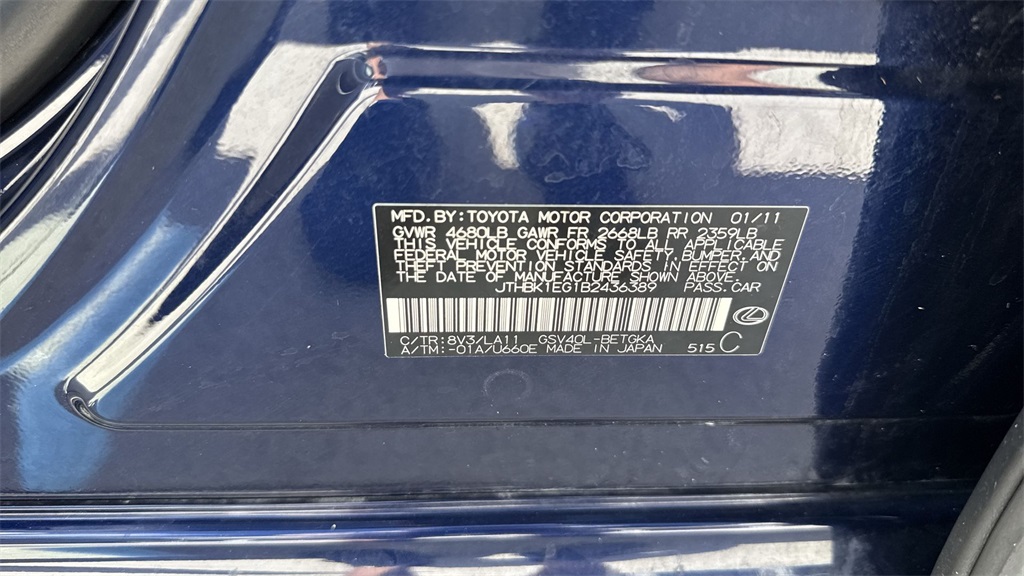 MFD. BY: TOYOTA MOTOR CORPORATION 01/11
GVWR 4680LB GAWR FR 2668LB RR 2359LB
THIS VEHICLE CONFORMS TO ALL APPLICABLE
FEDERAL MOTOR VEHICLE SAFETY, BUMPER, AND
THEFT PREVENTION STANDARDS IN EFFECT ON
THE DATE OF MANUFACTURE SHOWN ABOVE.
JTHBK1EG1B2436389 PASS.CAR
C/TR: 8V3/LA11 GSV40L-BETGKA
A/TM: -01A/U660E MADE IN JAPAN 515 C